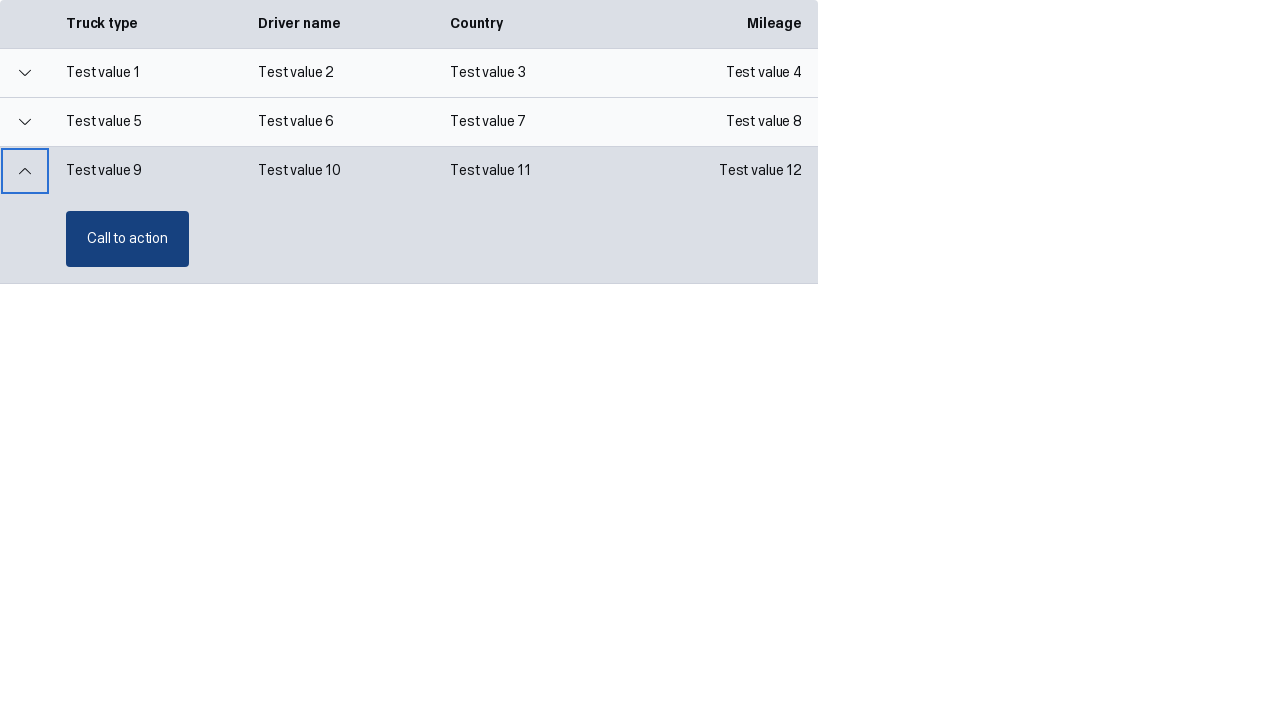 Truck type Driver name Country Mileage
Test value 1 Test value 2 Test value 3 Test value 4
Test value 5 Test value 6 Test value 7 Test value 8
Test value 9 Test value 10 Test value 11 Test value 12
Call to action